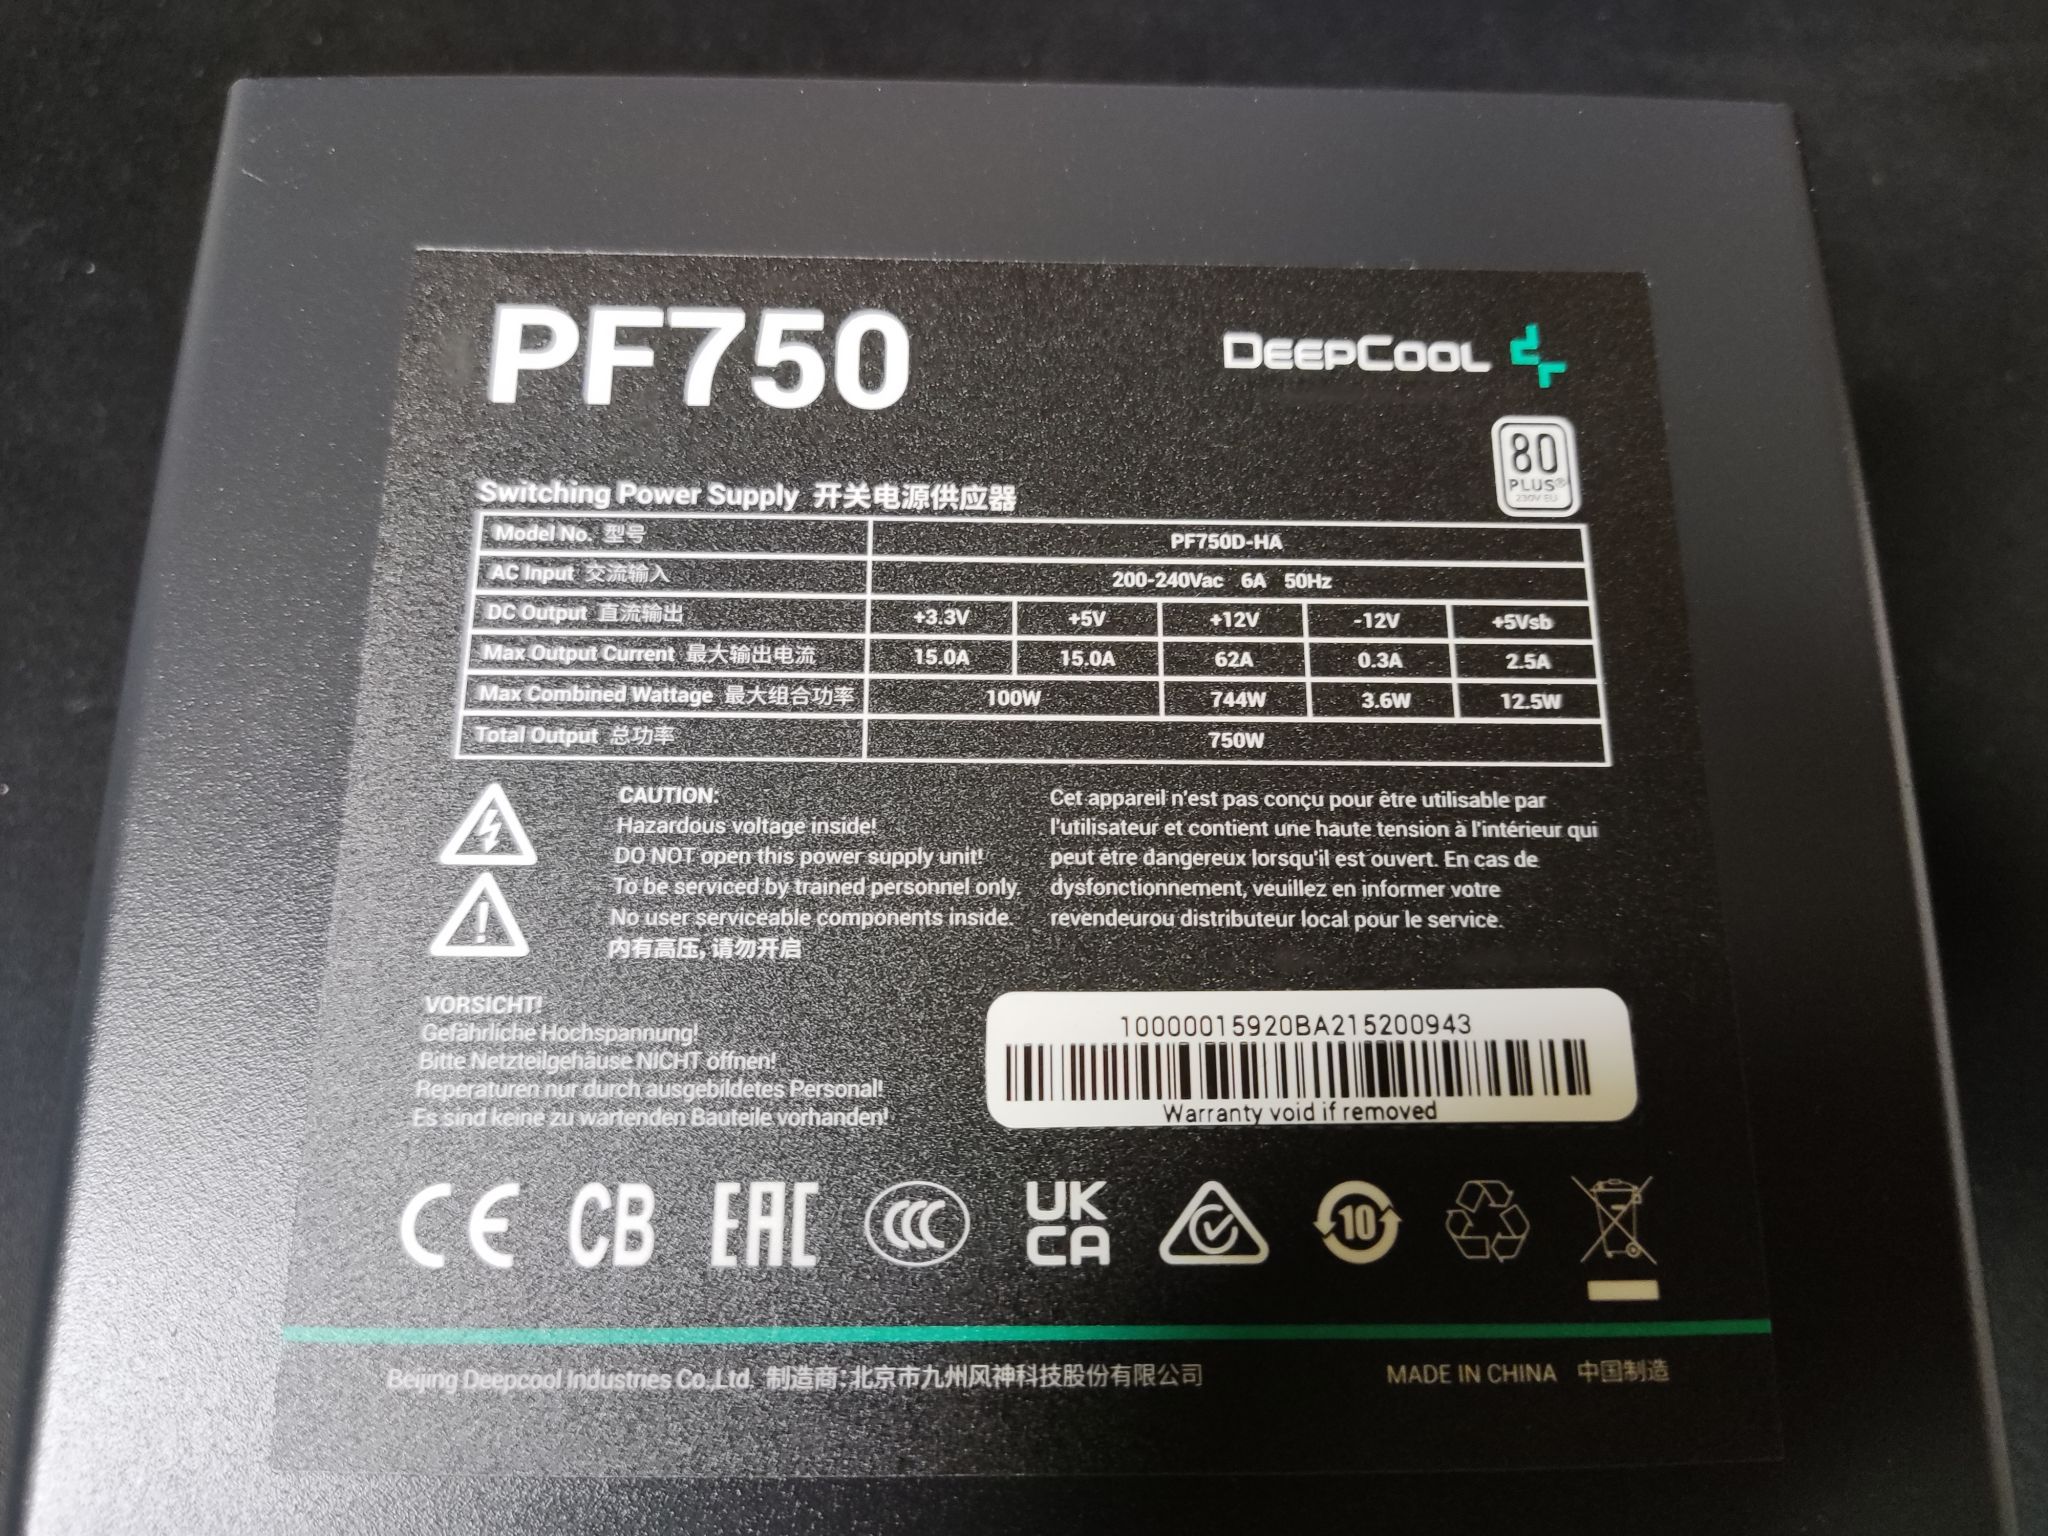 PF750
DEEPCOOL
80
PLUS®
230V EU
Switching Power Supply 开关电源供应器
Model No. 型号 PF750D-HA
AC Input 交流输入 200-240Vac 6A 50Hz
DC Output 直流输出 +3.3V +5V +12V -12V +5Vsb
Max Output Current 最大输出电流 15.0A 15.0A 62A 0.3A 2.5A
Max Combined Wattage 最大组合功率 100W 744W 3.6W 12.5W
Total Output 总功率 750W
CAUTION:
Hazardous voltage inside!
DO NOT open this power supply unit!
To be serviced by trained personnel only.
No user serviceable components inside.
内有高压, 请勿开启
Cet appareil n'est pas conçu pour être utilisable par
l'utilisateur et contient une haute tension à l'intérieur qui
peut être dangereux lorsqu'il est ouvert. En cas de
dysfonctionnement, veuillez en informer votre
revendeurou distributeur local pour le service.
VORSICHT!
Gefährliche Hochspannung!
Bitte Netzteilgehäuse NICHT öffnen!
Reperaturen nur durch ausgebildetes Personal!
Es sind keine zu wartenden Bauteile vorhanden!
10000015920BA215200943
Warranty void if removed
CE CB EAC CCC UK
CA 10
Beijing Deepcool Industries Co.,Ltd. 制造商: 北京市九州风神科技股份有限公司
MADE IN CHINA 中国制造